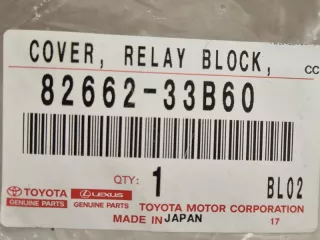 COVER, RELAY BLOCK, CC
82662-33B60
QTY: 1 BL02
TOYOTA LEXUS TOYOTA MOTOR CORPORATION
GENUINE PARTS GENUINE PARTS
MADE IN JAPAN 17